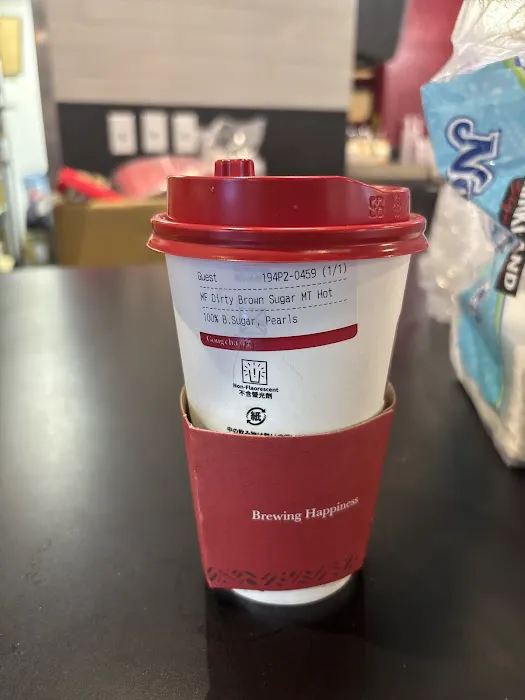 Guest 194P2-0459 (1/1)
MF Dirty Brown Sugar MT Hot
100% B.Sugar, Pearls
Gongcha
Non-Fluorescent
不含螢光劑
紙
Brewing Happiness